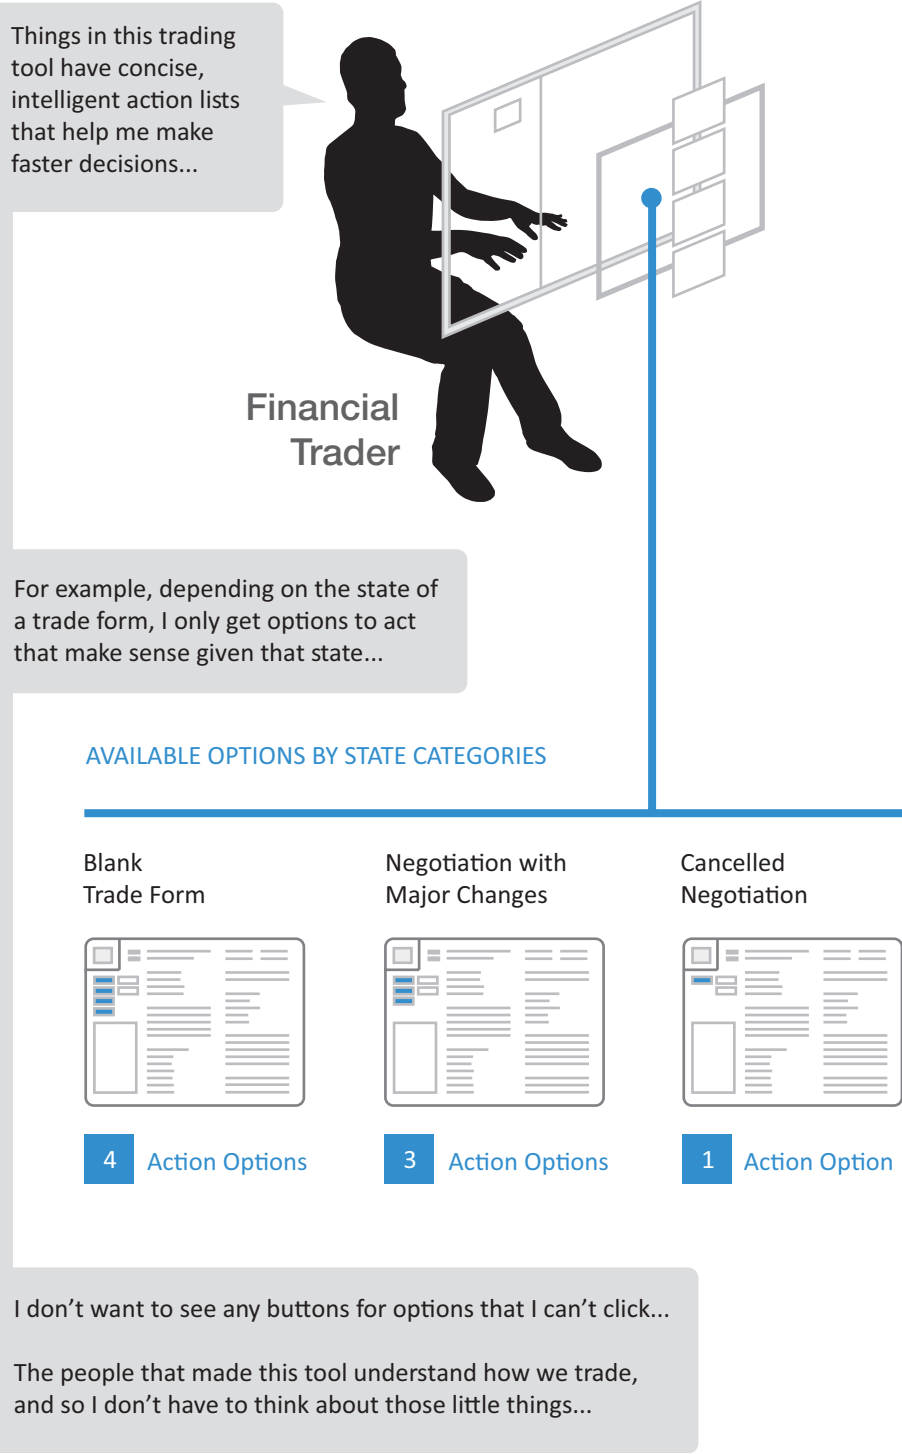 Things in this trading
tool have concise,
intelligent action lists
that help me make
faster decisions...
Financial
Trader
For example, depending on the state of
a trade form, I only get options to act
that make sense given that state...
AVAILABLE OPTIONS BY STATE CATEGORIES
Blank
Trade Form
Negotiation with
Major Changes
Cancelled
Negotiation
4 Action Options
3 Action Options
1 Action Option
I don’t want to see any buttons for options that I can’t click...
The people that made this tool understand how we trade,
and so I don’t have to think about those little things...